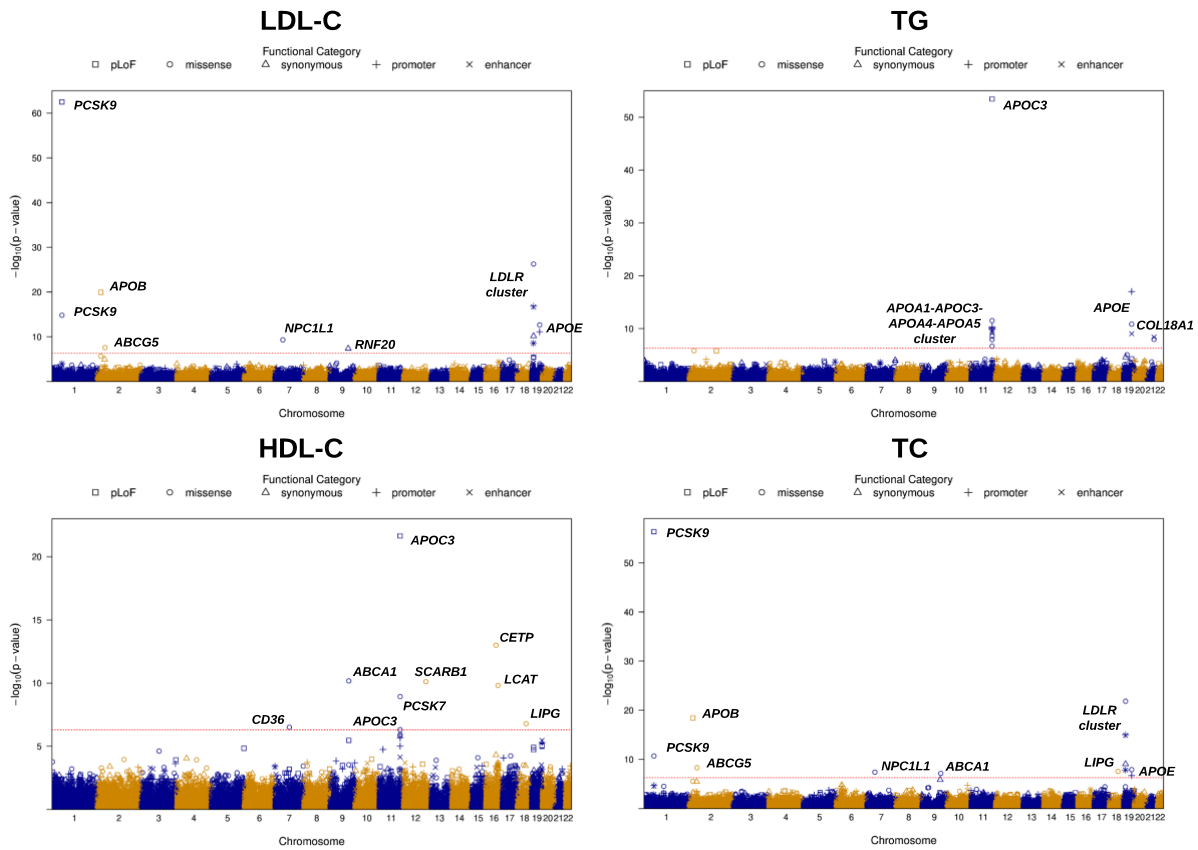 LDL-C
Functional Category
pLoF missense synonymous promoter enhancer
−log10(p−value)
60
50
40
30
20
10
PCSK9
APOB
PCSK9
ABCG5
NPC1L1
RNF20
LDLR
cluster
APOE
1 2 3 4 5 6 7 8 9 10 11 12 13 14 15 16 17 18 19 20 21 22
Chromosome
TG
Functional Category
pLoF missense synonymous promoter enhancer
−log10(p−value)
50
40
30
20
10
APOC3
APOA1-APOC3-
APOA4-APOA5
cluster
APOE
COL18A1
1 2 3 4 5 6 7 8 9 10 11 12 13 14 15 16 17 18 19 20 21 22
Chromosome
HDL-C
Functional Category
pLoF missense synonymous promoter enhancer
−log10(p−value)
20
15
10
5
APOC3
CETP
ABCA1
SCARB1
LCAT
PCSK7
CD36
APOC3
LIPG
1 2 3 4 5 6 7 8 9 10 11 12 13 14 15 16 17 18 19 20 21 22
Chromosome
TC
Functional Category
pLoF missense synonymous promoter enhancer
−log10(p−value)
50
40
30
20
10
PCSK9
APOB
PCSK9
ABCG5
NPC1L1
ABCA1
LDLR
cluster
LIPG
APOE
1 2 3 4 5 6 7 8 9 10 11 12 13 14 15 16 17 18 19 20 21 22
Chromosome